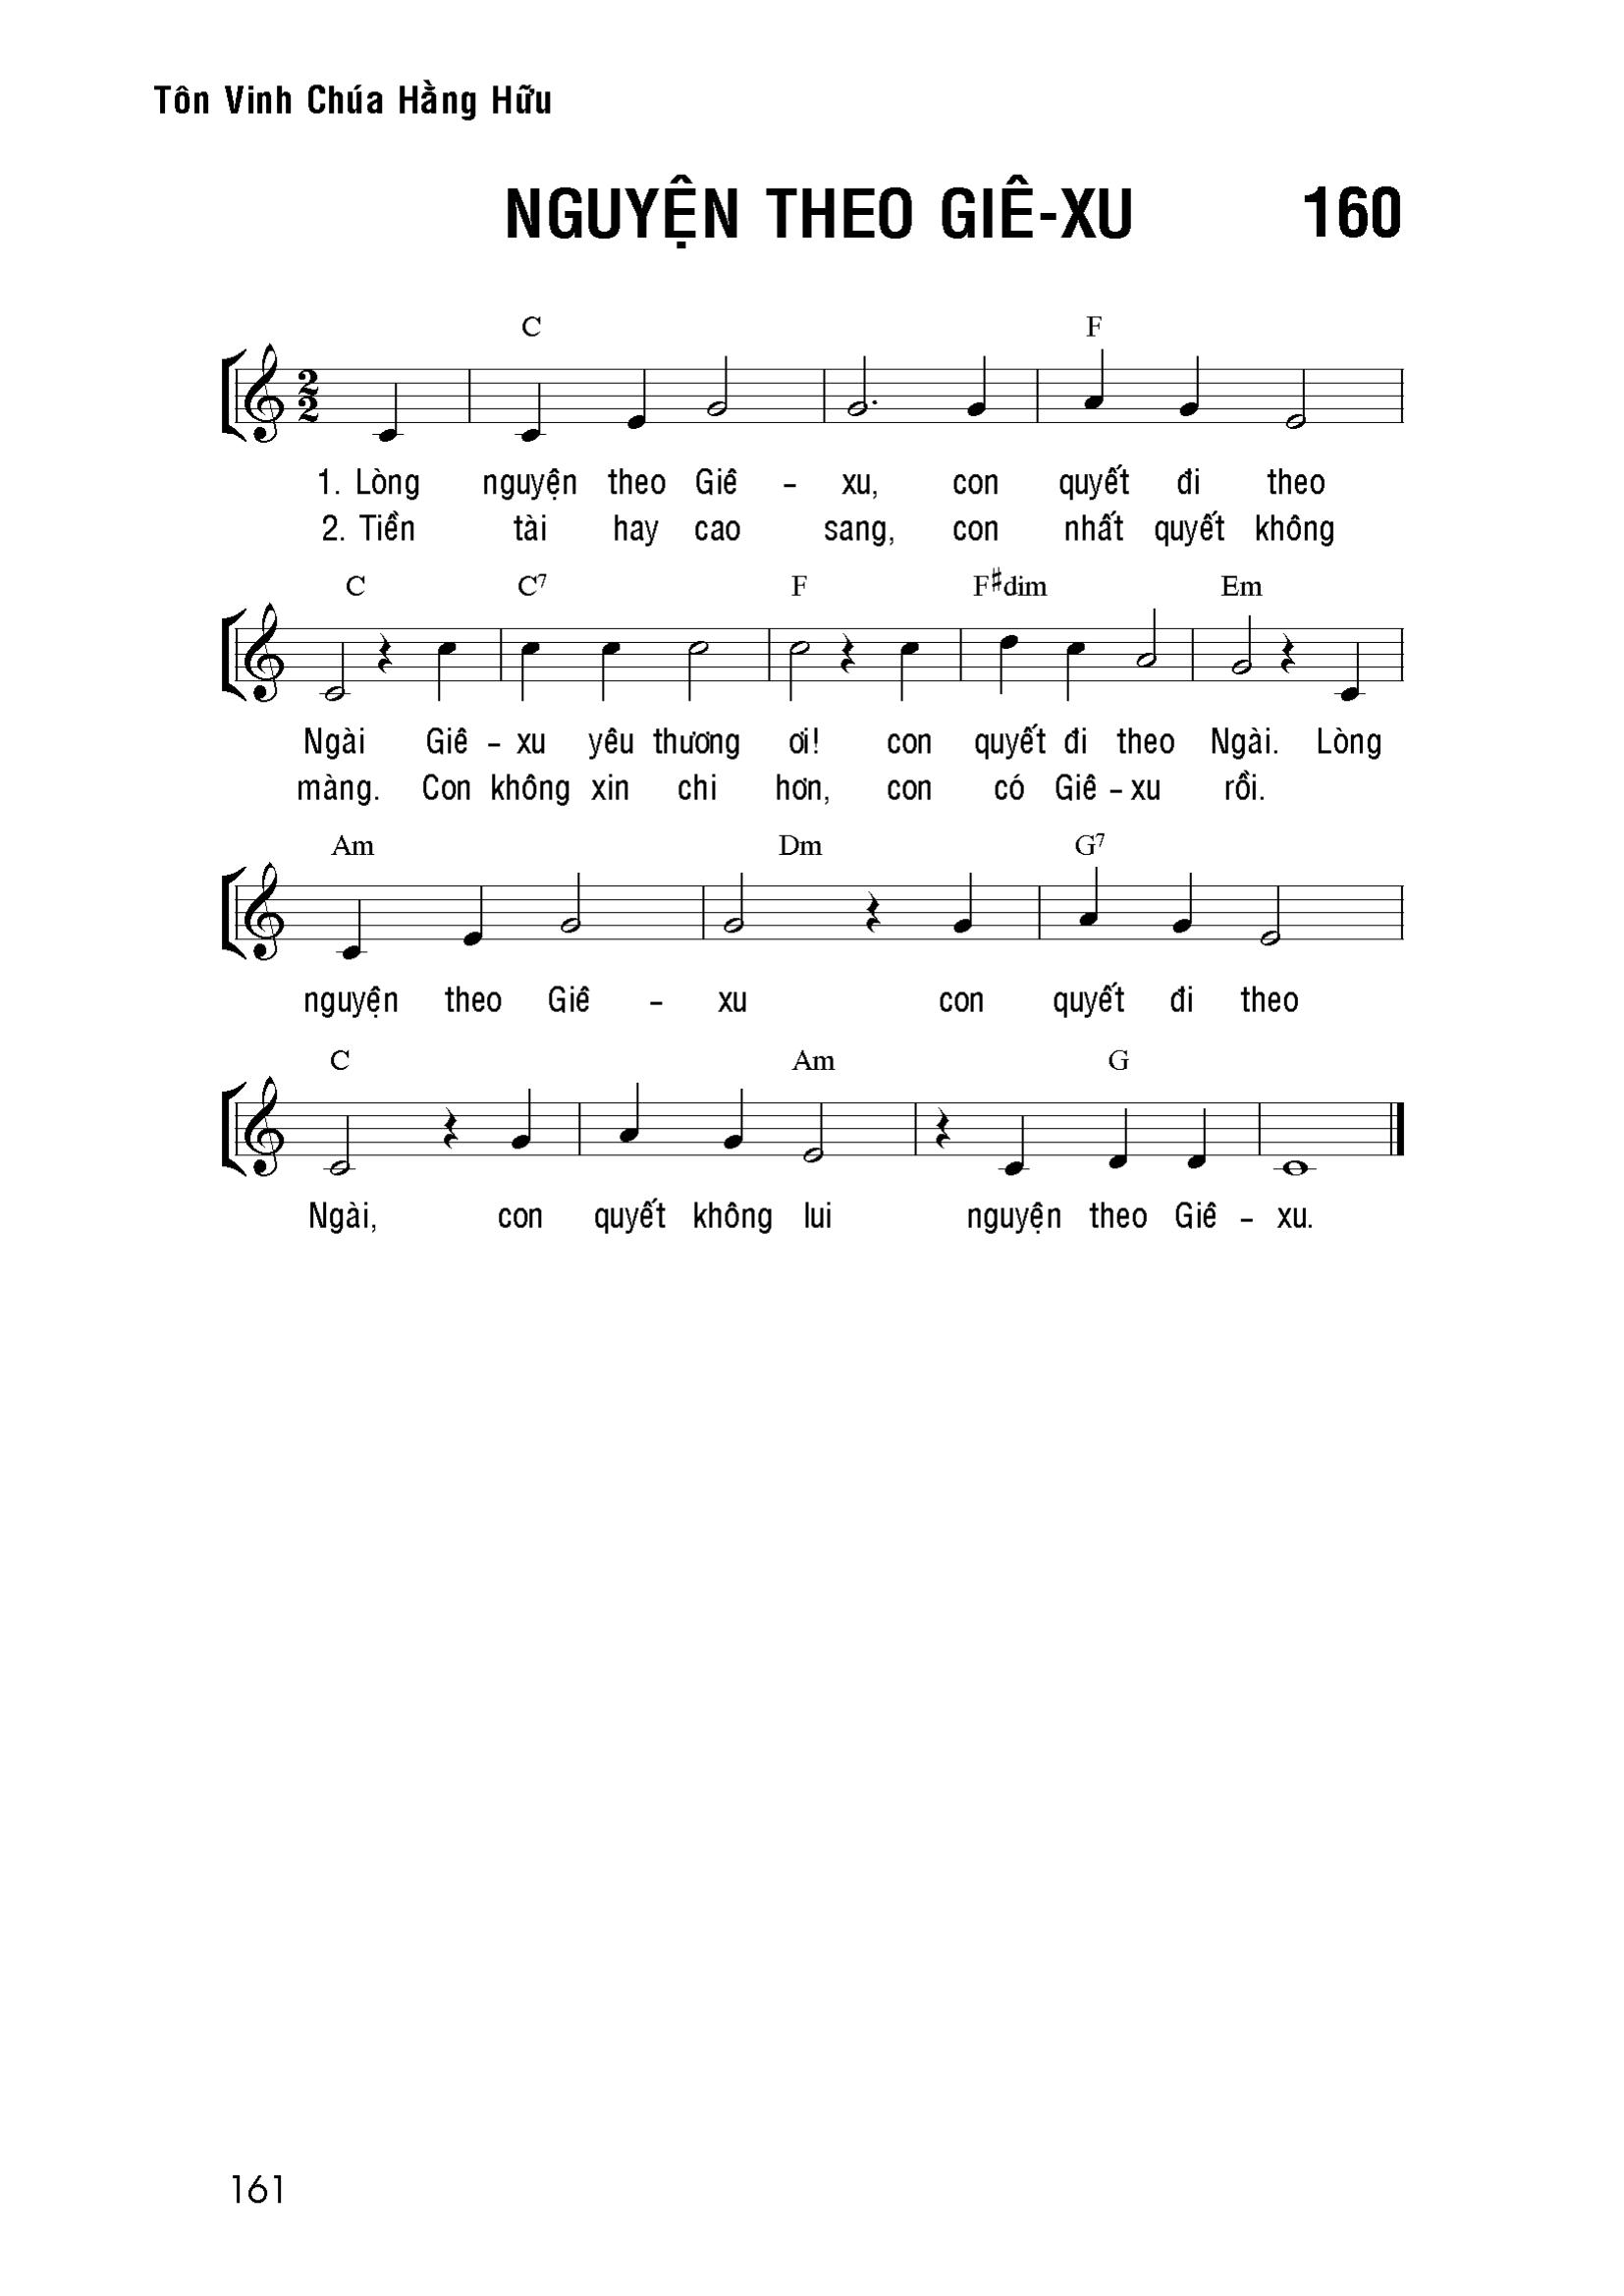 Tôn Vinh Chúa Hằng Hữu
NGUYỆN THEO GIÊ-XU 160
C F
2
2
1. Lòng nguyện theo Giê - xu, con quyết đi theo
2. Tiền tài hay cao sang, con nhất quyết không
C C7 F F#dim Em
Ngài Giê - xu yêu thương ơi! con quyết đi theo Ngài. Lòng
màng. Con không xin chi hơn, con có Giê - xu rồi.
Am Dm G7
nguyện theo Giê - xu con quyết đi theo
C Am G
Ngài, con quyết không lui nguyện theo Giê - xu.
161